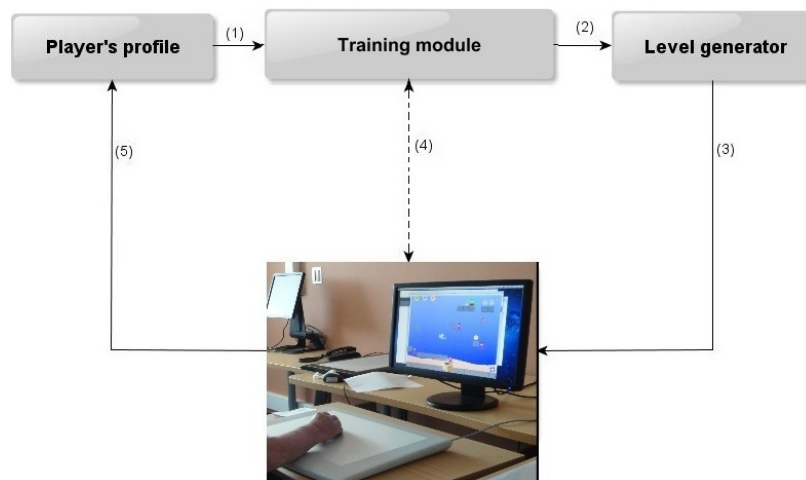 Player's profile
(1)
Training module
(2)
Level generator
(5)
(4)
(3)